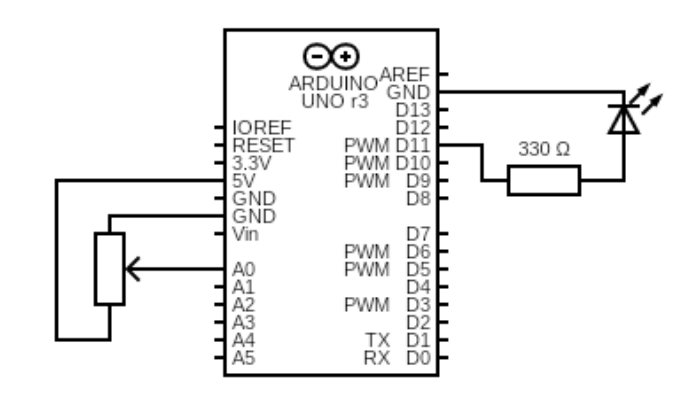 ARDUINO
UNO r3
IOREF
RESET
3.3V
5V
GND
GND
Vin
A0
A1
A2
A3
A4
A5
AREF
GND
D13
D12
PWM D11
PWM D10
PWM D9
D8
D7
PWM D6
PWM D5
D4
PWM D3
D2
TX D1
RX D0
330 Ω